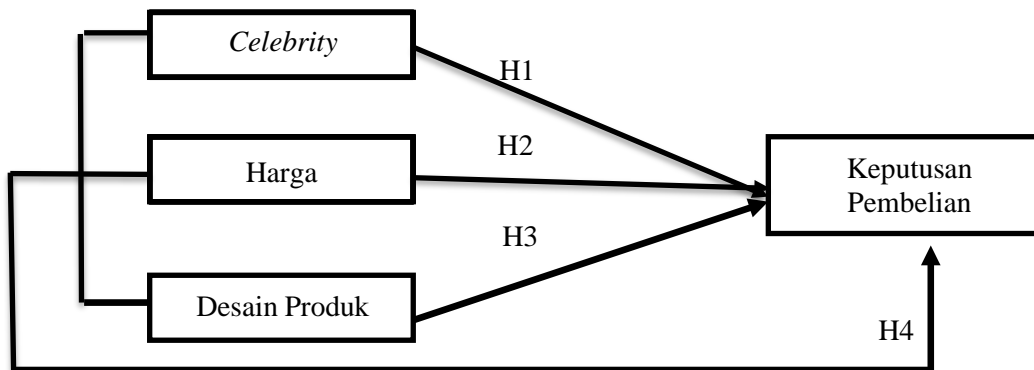 Celebrity
H1
H2
Harga
Keputusan
Pembelian
H3
Desain Produk
H4